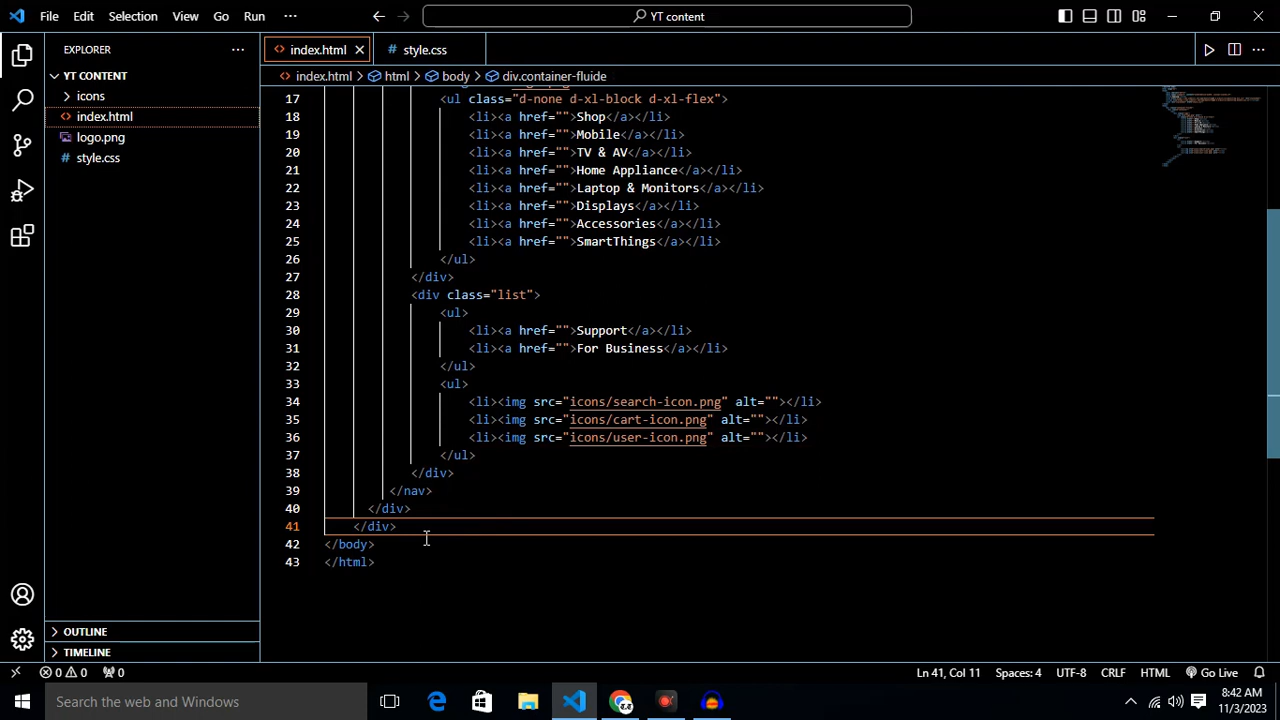 File Edit Selection View Go Run ··· YT content
EXPLORER ···
index.html
style.css
YT CONTENT
icons
index.html
logo.png
style.css
index.html > html > body > div.container-fluide
17 <ul class="d-none d-xl-block d-xl-flex">
18 <li><a href="">Shop</a></li>
19 <li><a href="">Mobile</a></li>
20 <li><a href="">TV & AV</a></li>
21 <li><a href="">Home Appliance</a></li>
22 <li><a href="">Laptop & Monitors</a></li>
23 <li><a href="">Displays</a></li>
24 <li><a href="">Accessories</a></li>
25 <li><a href="">SmartThings</a></li>
26 </ul>
27 </div>
28 <div class="list">
29 <ul>
30 <li><a href="">Support</a></li>
31 <li><a href="">For Business</a></li>
32 </ul>
33 <ul>
34 <li><img src="icons/search-icon.png" alt=""></li>
35 <li><img src="icons/cart-icon.png" alt=""></li>
36 <li><img src="icons/user-icon.png" alt=""></li>
37 </ul>
38 </div>
39 </nav>
40 </div>
41 </div>
42 </body>
43 </html>
OUTLINE
TIMELINE
0 0 0 Ln 41, Col 11 Spaces: 4 UTF-8 CRLF HTML Go Live
Search the web and Windows
8:42 AM
11/3/2023